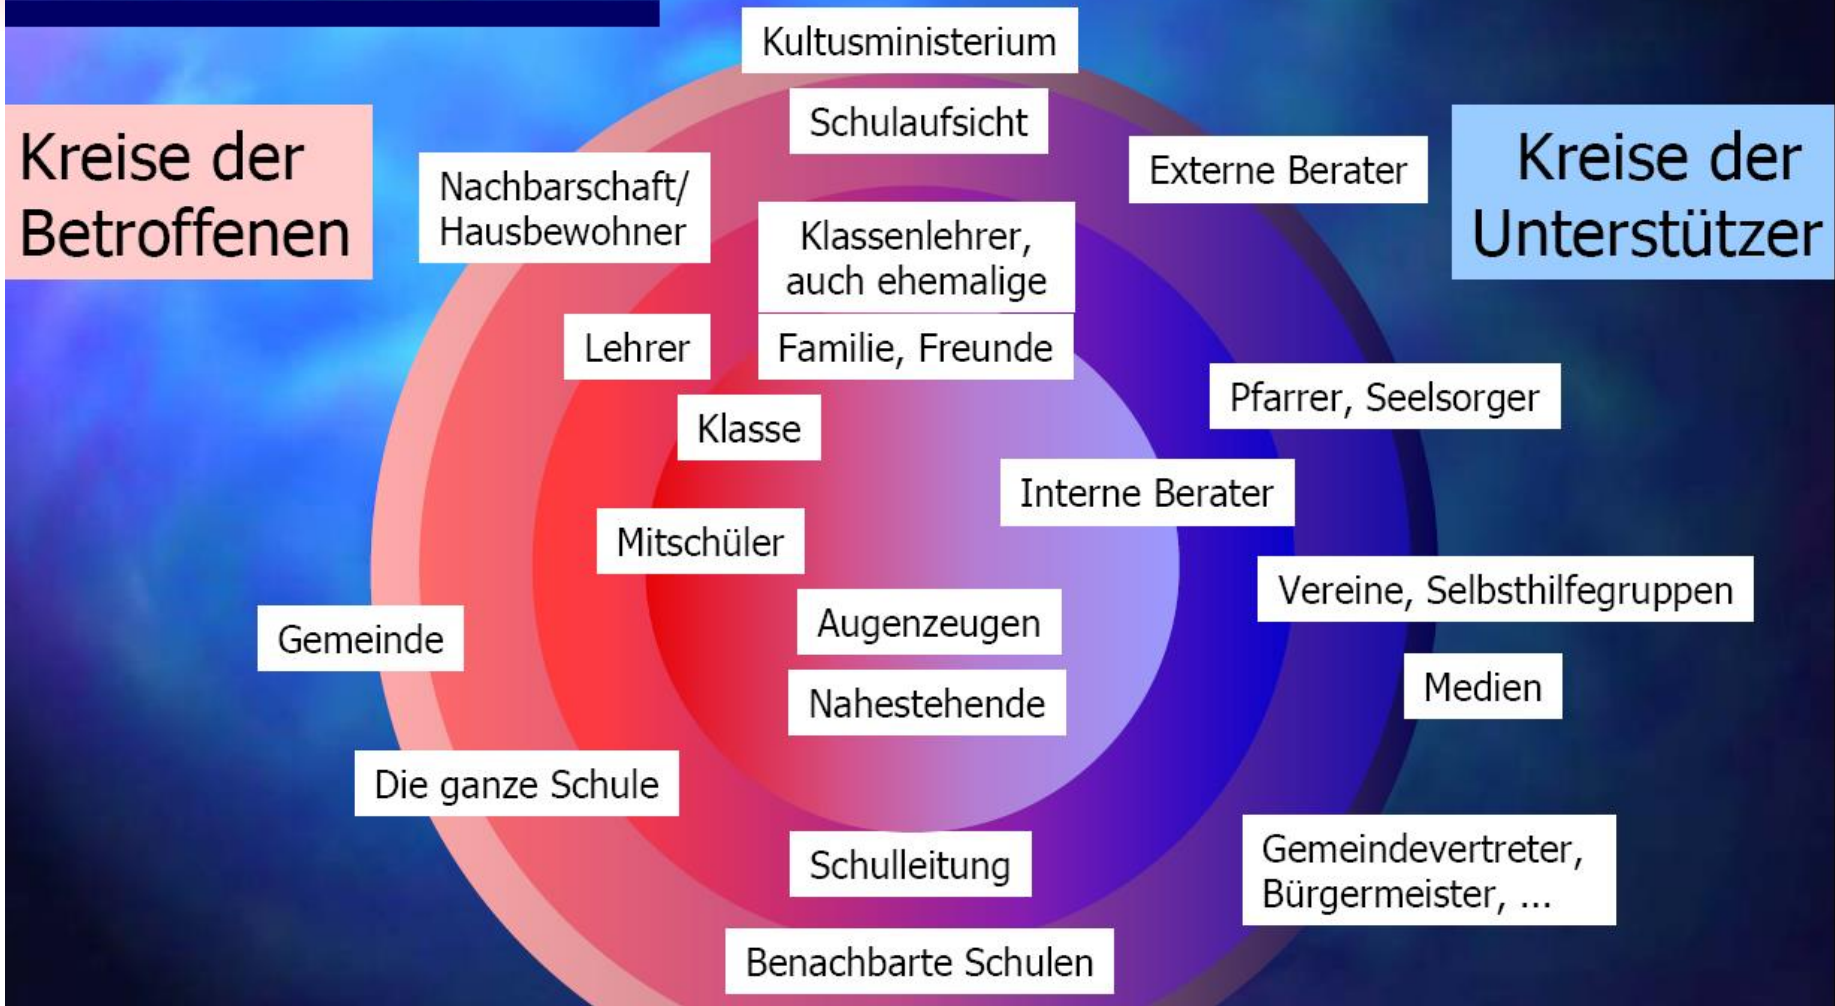 Kultusministerium
Schulaufsicht
Kreise der
Betroffenen
Nachbarschaft/
Hausbewohner
Externe Berater
Kreise der
Unterstützer
Klassenlehrer,
auch ehemalige
Lehrer
Familie, Freunde
Pfarrer, Seelsorger
Klasse
Interne Berater
Mitschüler
Vereine, Selbsthilfegruppen
Augenzeugen
Gemeinde
Medien
Nahestehende
Die ganze Schule
Schulleitung
Gemeindevertreter,
Bürgermeister, ...
Benachbarte Schulen